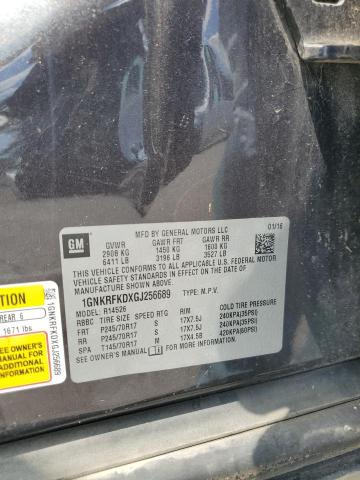 GM
MFD BY GENERAL MOTORS LLC
01/16
GVWR GAWR FRT GAWR RR
2908 KG 1450 KG 1600 KG
6411 LB 3196 LB 3527 LB
THIS VEHICLE CONFORMS TO ALL APPLICABLE U.S. FEDERAL MOTOR
VEHICLE SAFETY STANDARDS IN EFFECT ON THE DATE OF
MANUFACTURE SHOWN ABOVE.
1GNKRFKDXGJ256689 TYPE: M.P.V.
MODEL: R14526
RBBC TIRE SIZE SPEED RTG RIM COLD TIRE PRESSURE
FRT P245/70R17 S 17X7.5J 240KPA(35PSI)
RR P245/70R17 S 17X7.5J 240KPA(35PSI)
SPA T145/70R17 M 17X4.5B 420KPA(60PSI)
SEE OWNER'S MANUAL FOR MORE INFORMATION
REAR 6
1671 lbs
SEE OWNER'S
MANUAL FOR
ADDITIONAL
INFORMATION
1GNKRFKDXGJ256689